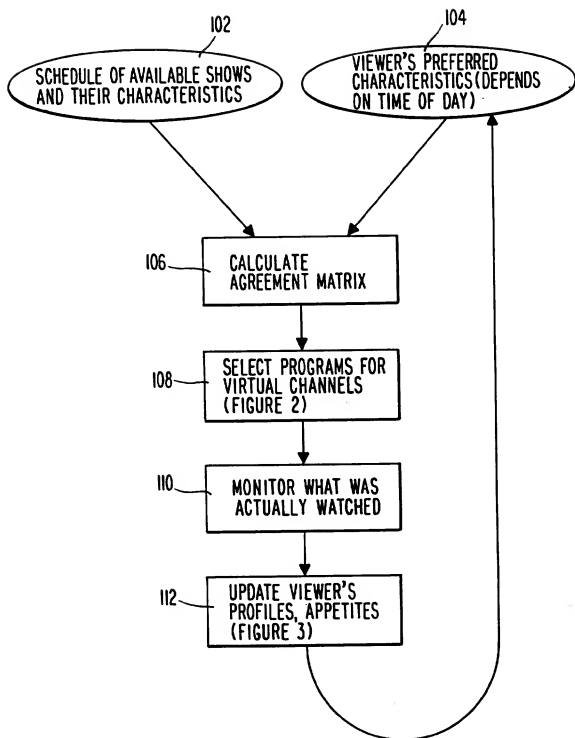 102
SCHEDULE OF AVAILABLE SHOWS
AND THEIR CHARACTERISTICS
104
VIEWER'S PREFERRED
CHARACTERISTICS (DEPENDS
ON TIME OF DAY)
106
CALCULATE
AGREEMENT MATRIX
108
SELECT PROGRAMS FOR
VIRTUAL CHANNELS
(FIGURE 2)
110
MONITOR WHAT WAS
ACTUALLY WATCHED
112
UPDATE VIEWER'S
PROFILES, APPETITES
(FIGURE 3)